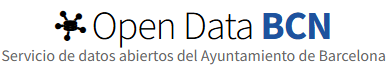 Open Data BCN
Servicio de datos abiertos del Ayuntamiento de Barcelona